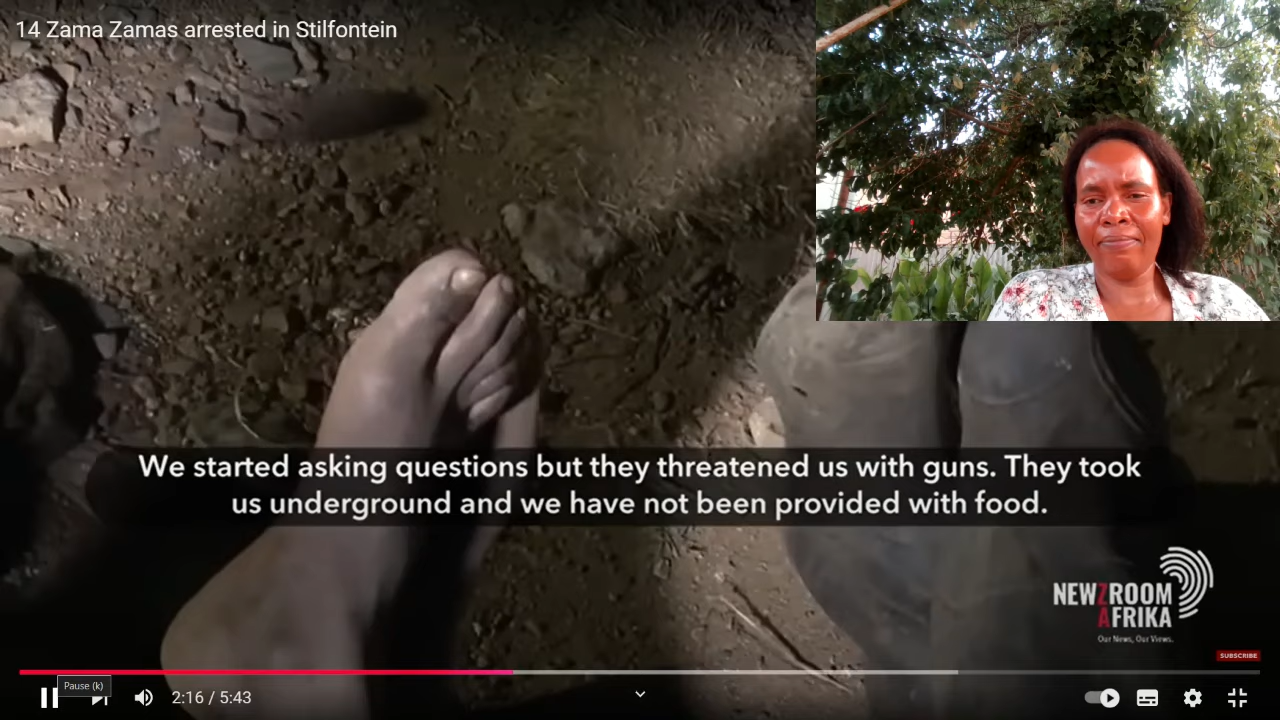 14 Zama Zamas arrested in Stilfontein
We started asking questions but they threatened us with guns. They took
us underground and we have not been provided with food.
NEWZROOM
AFRIKA
Our News, Our Views.
SUBSCRIBE
Pause (k)
2:16 / 5:43